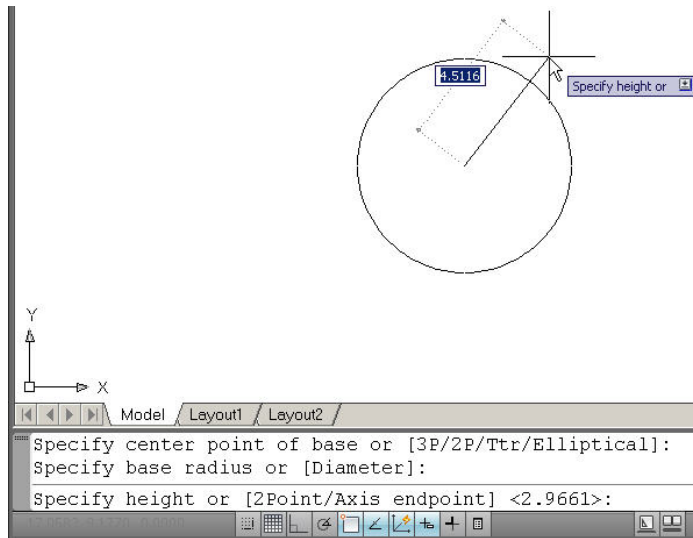 4.5116
Specify height or
Y
X
Model Layout1 Layout2
Specify center point of base or [3P/2P/Ttr/Elliptical]:
Specify base radius or [Diameter]:
Specify height or [2Point/Axis endpoint] <2.9661>: